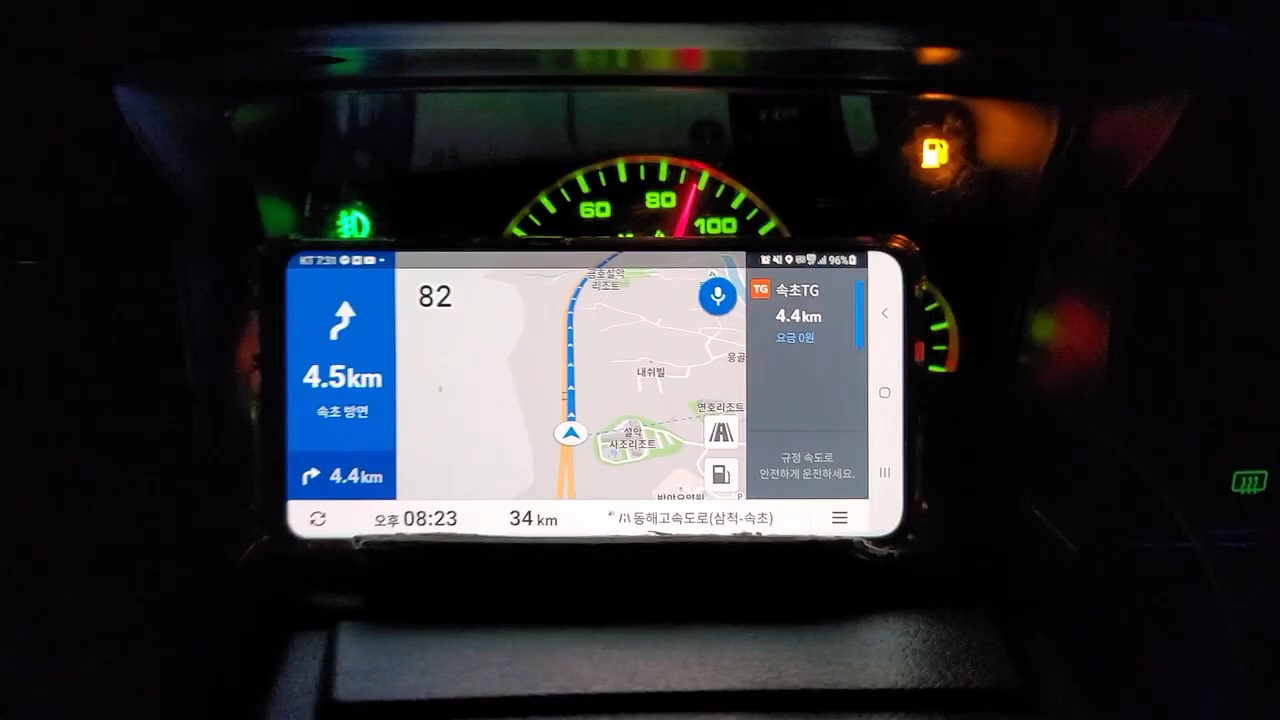 60
80
100
KT 7:31
96%
4.5km
속초 방면
4.4km
82
금호설악
리조트
내쉬빌
응골
연호리조트
설악
사조리조트
P
TG 속초TG
4.4km
요금 0원
규정 속도로
안전하게 운전하세요.
오후 08:23
34 km
동해고속도로(삼척-속초)